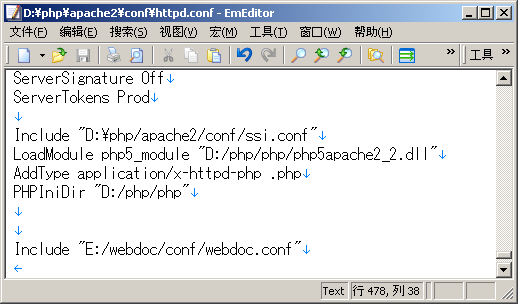 D:\php\apache2\conf\httpd.conf - EmEditor
文件(F) 编辑(E) 搜索(S) 视图(V) 宏(M) 工具(T) 窗口(W) 帮助(H)
» 工具 »
ServerSignature Off↓
ServerTokens Prod↓
↓
Include "D:\php/apache2/conf/ssi.conf"↓
LoadModule php5_module "D:/php/php/php5apache2_2.dll"↓
AddType application/x-httpd-php .php↓
PHPIniDir "D:/php/php"↓
↓
↓
Include "E:/webdoc/conf/webdoc.conf"↓
←
Text 行 478, 列 38